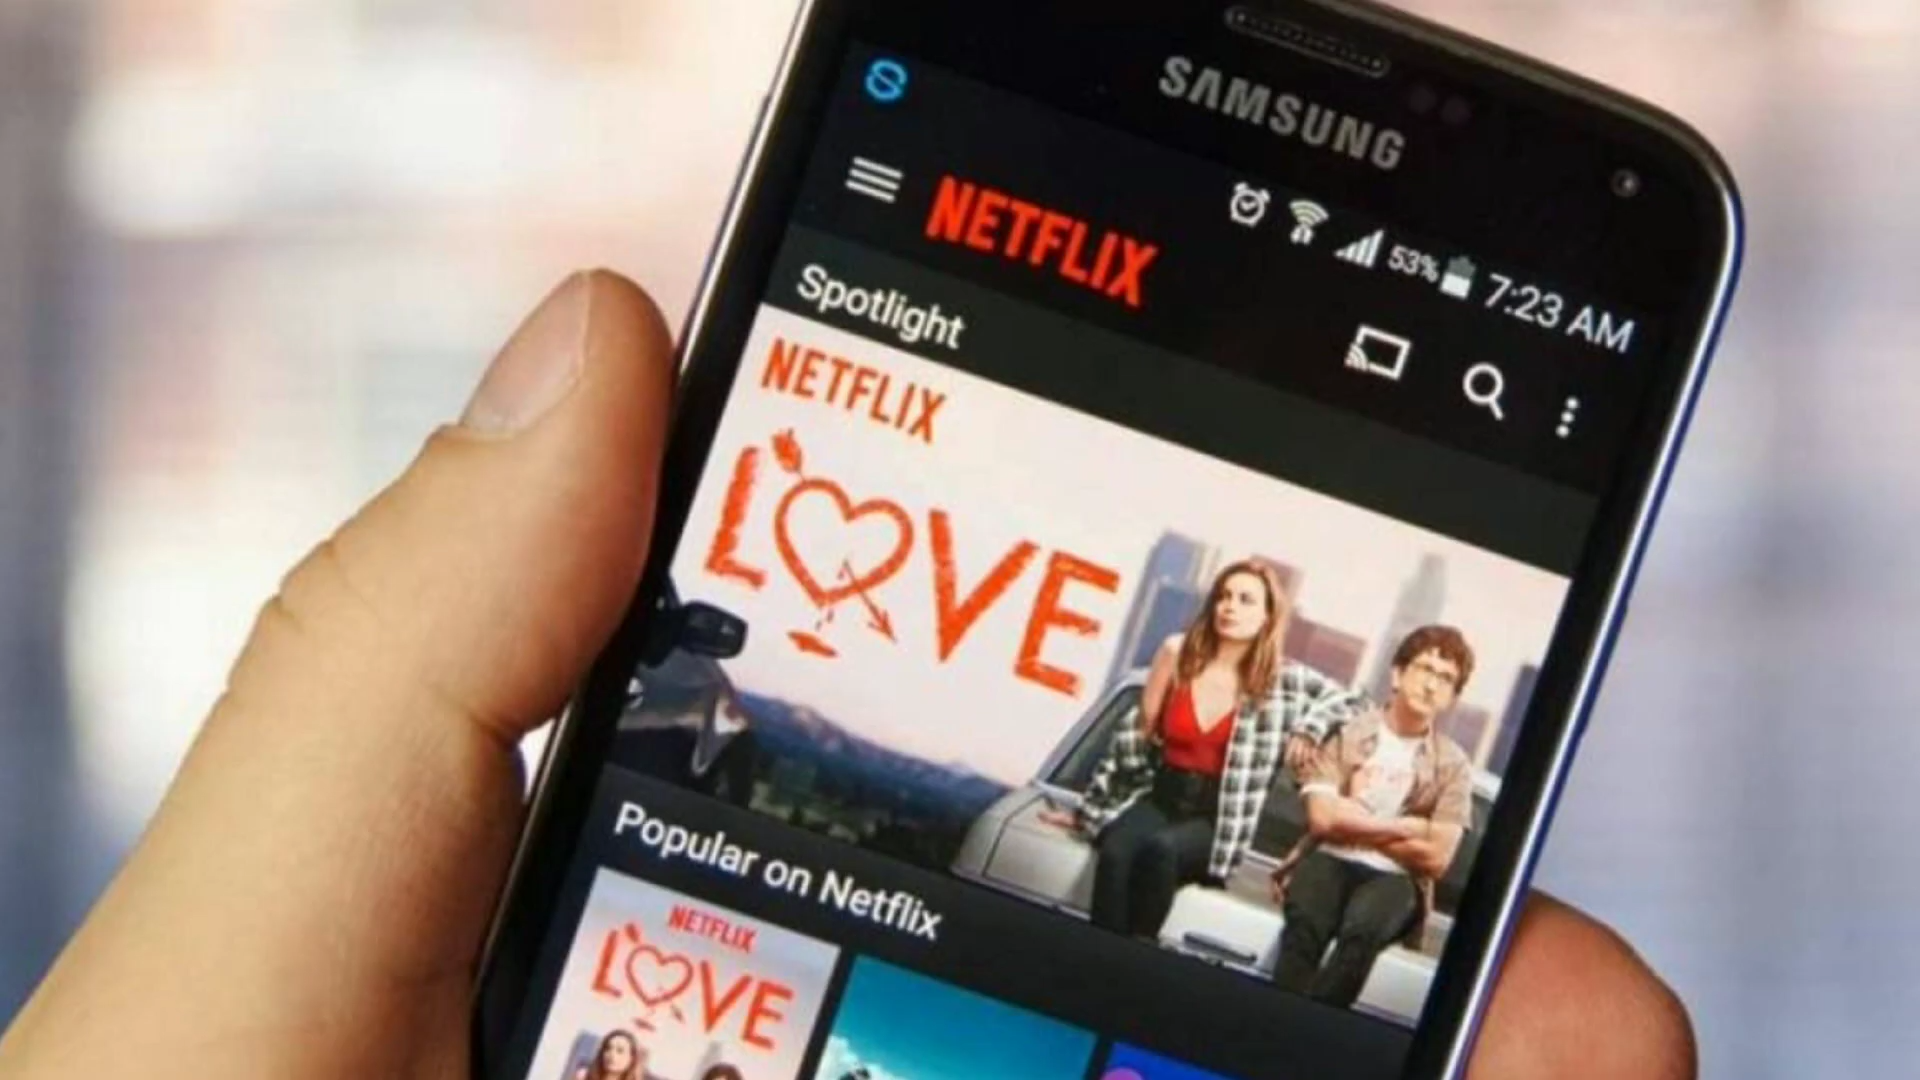 SAMSUNG
53% 7:23 AM
NETFLIX
Spotlight
NETFLIX
LOVE
Popular on Netflix
NETFLIX
LOVE